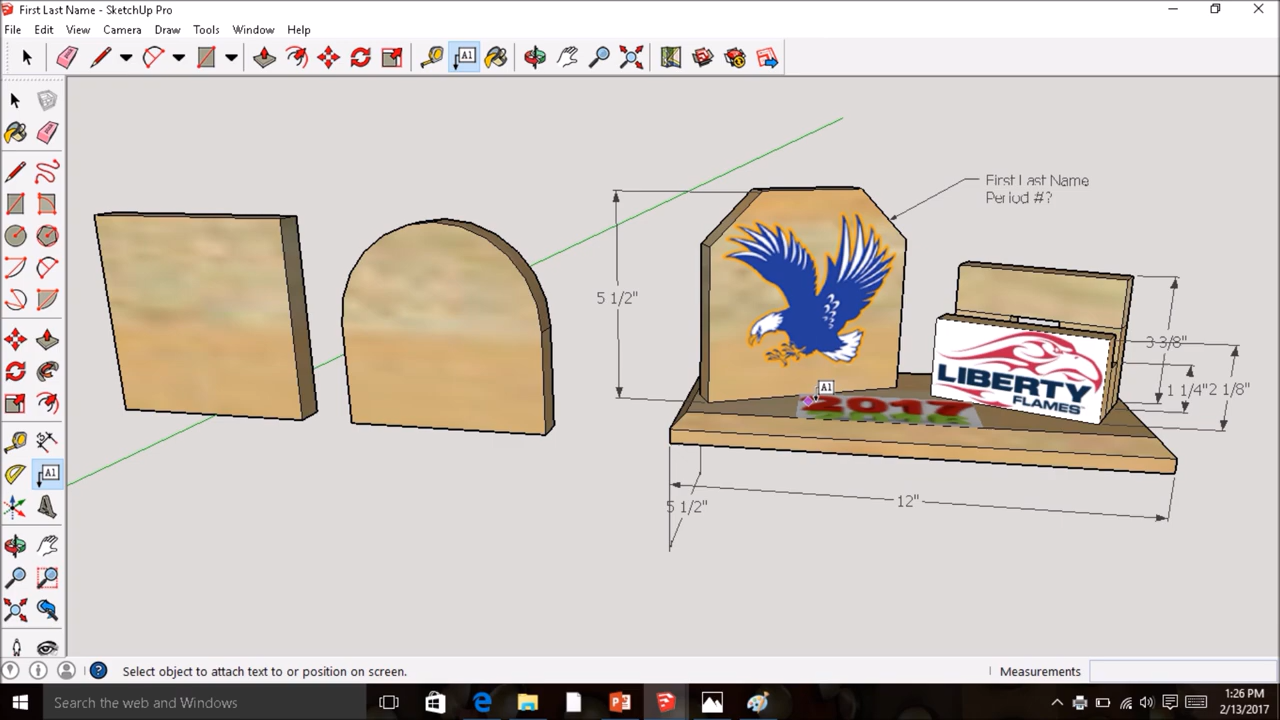 First Last Name - SketchUp Pro
File Edit View Camera Draw Tools Window Help
A1
First Last Name
Period #?
5 1/2"
3 3/8"
1 1/4"
2 1/8"
LIBERTY
FLAMES
A1
2017
A1
5 1/2"
12"
Select object to attach text to or position on screen.
Measurements
Search the web and Windows
1:26 PM
2/13/2017